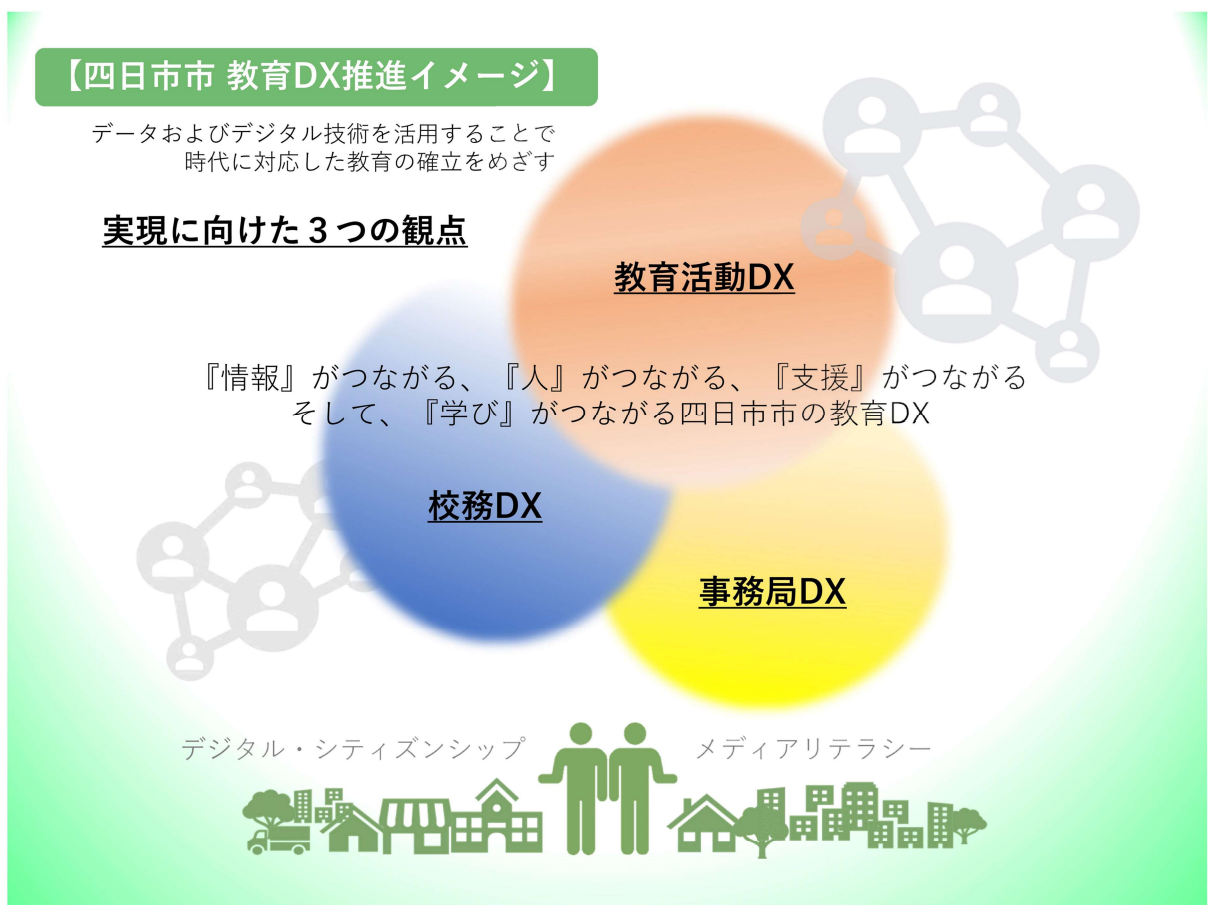 【四日市市 教育DX推進イメージ】
データおよびデジタル技術を活用することで
時代に対応した教育の確立をめざす
実現に向けた３つの観点
教育活動DX
『情報』がつながる、『人』がつながる、『支援』がつながる
そして、『学び』がつながる四日市市の教育DX
校務DX
事務局DX
デジタル・シティズンシップ
メディアリテラシー